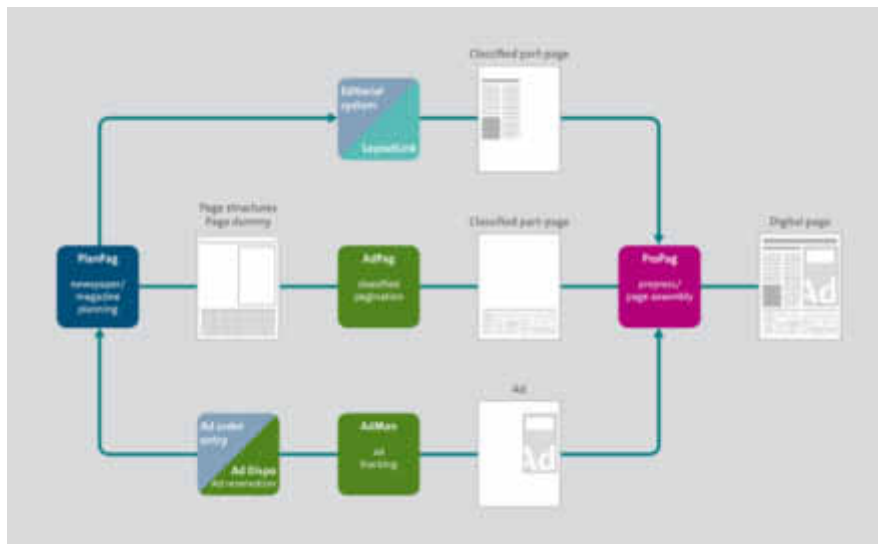 Classified part-page
Editorial
system
LayoutLink
Page structures
Page dummy
Classified part-page
Digital page
PlanPag
newspaper/
magazine
planning
AdPag
classified
pagination
ProPag
prepress/
page assembly
Ad
Ad
Ad order
entry
Ad Dispo
Ad reservation
AdMan
Ad
tracking
Ad